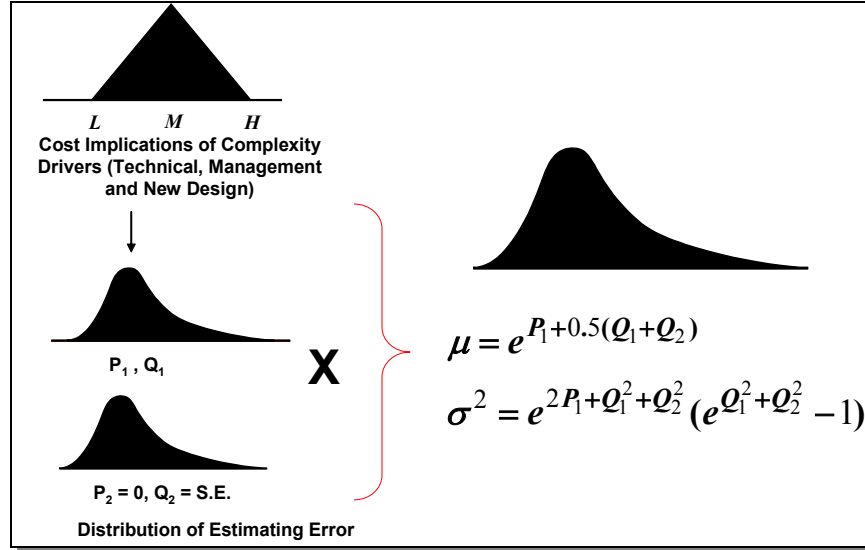 L M H
Cost Implications of Complexity
Drivers (Technical, Management
and New Design)
P₁ , Q₁
X
P₂ = 0, Q₂ = S.E.
Distribution of Estimating Error
μ = e^{P₁+0.5(Q₁+Q₂)}
σ² = e^{2P₁+Q₁²+Q₂²}(e^{Q₁²+Q₂²} − 1)